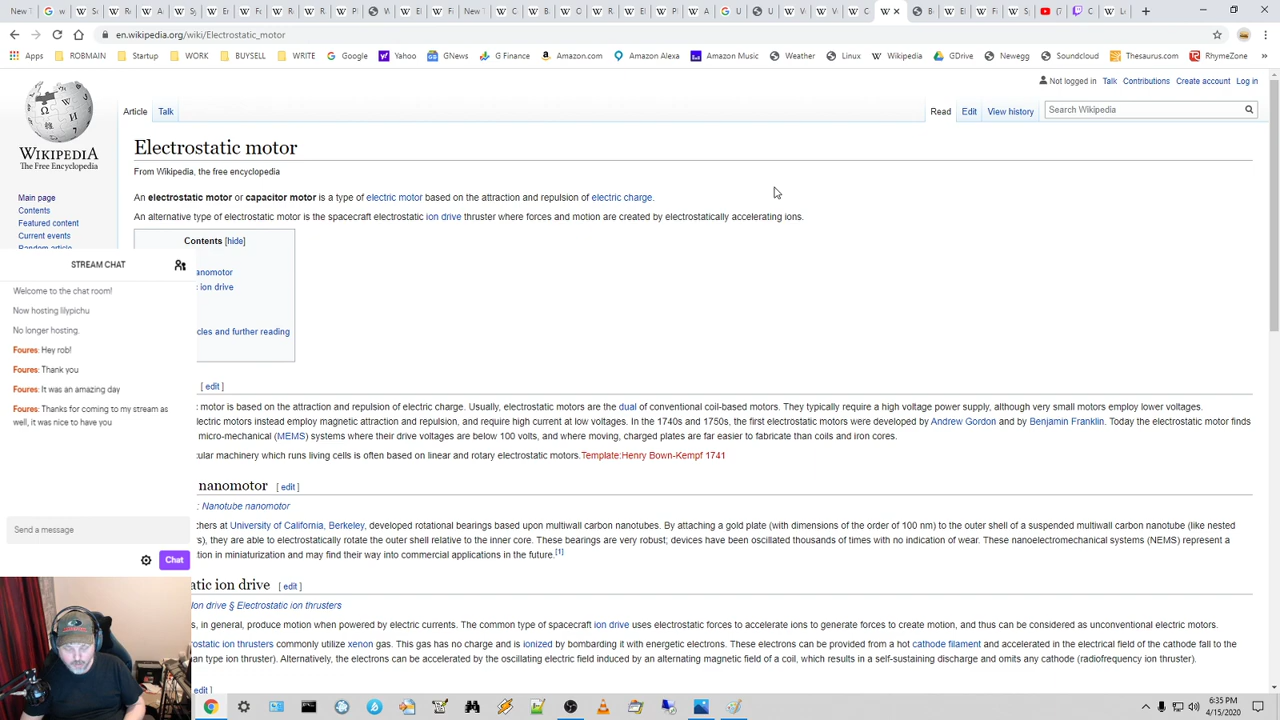 New T
en.wikipedia.org/wiki/Electrostatic_motor
Apps ROBMAIN Startup WORK BUYSELL WRITE Google Yahoo GNews G Finance Amazon.com Amazon Alexa Amazon Music Weather Linux Wikipedia GDrive Newegg Soundcloud Thesaurus.com RhymeZone »
Not logged in Talk Contributions Create account Log in
Article Talk Read Edit View history Search Wikipedia
WIKIPEDIA
The Free Encyclopedia
Main page
Contents
Featured content
Current events
Random article
Electrostatic motor
From Wikipedia, the free encyclopedia
An electrostatic motor or capacitor motor is a type of electric motor based on the attraction and repulsion of electric charge.
An alternative type of electrostatic motor is the spacecraft electrostatic ion drive thruster where forces and motion are created by electrostatically accelerating ions.
Contents [hide]
anomotor
ion drive
cles and further reading
STREAM CHAT
Welcome to the chat room!
Now hosting lilypichu
No longer hosting.
Foures: Hey rob!
Foures: Thank you
Foures: It was an amazing day
Foures: Thanks for coming to my stream as
well, it was nice to have you
Send a message
Chat
[ edit ]
motor is based on the attraction and repulsion of electric charge. Usually, electrostatic motors are the dual of conventional coil-based motors. They typically require a high voltage power supply, although very small motors employ lower voltages.
lectric motors instead employ magnetic attraction and repulsion, and require high current at low voltages. In the 1740s and 1750s, the first electrostatic motors were developed by Andrew Gordon and by Benjamin Franklin. Today the electrostatic motor finds
micro-mechanical (MEMS) systems where their drive voltages are below 100 volts, and where moving, charged plates are far easier to fabricate than coils and iron cores.
cular machinery which runs living cells is often based on linear and rotary electrostatic motors.Template:Henry Bown-Kempf 1741
nanomotor [ edit ]
: Nanotube nanomotor
chers at University of California, Berkeley, developed rotational bearings based upon multiwall carbon nanotubes. By attaching a gold plate (with dimensions of the order of 100 nm) to the outer shell of a suspended multiwall carbon nanotube (like nested
rs), they are able to electrostatically rotate the outer shell relative to the inner core. These bearings are very robust; devices have been oscillated thousands of times with no indication of wear. These nanoelectromechanical systems (NEMS) represent a
tion in miniaturization and may find their way into commercial applications in the future.[1]
tic ion drive [ edit ]
Ion drive § Electrostatic ion thrusters
s, in general, produce motion when powered by electric currents. The common type of spacecraft ion drive uses electrostatic forces to accelerate ions to generate forces to create motion, and thus can be considered as unconventional electric motors.
ostatic ion thrusters commonly utilize xenon gas. This gas has no charge and is ionized by bombarding it with energetic electrons. These electrons can be provided from a hot cathode filament and accelerated in the electrical field of the cathode fall to the
an type ion thruster). Alternatively, the electrons can be accelerated by the oscillating electric field induced by an alternating magnetic field of a coil, which results in a self-sustaining discharge and omits any cathode (radiofrequency ion thruster).
[ edit ]
6:35 PM
4/15/2020